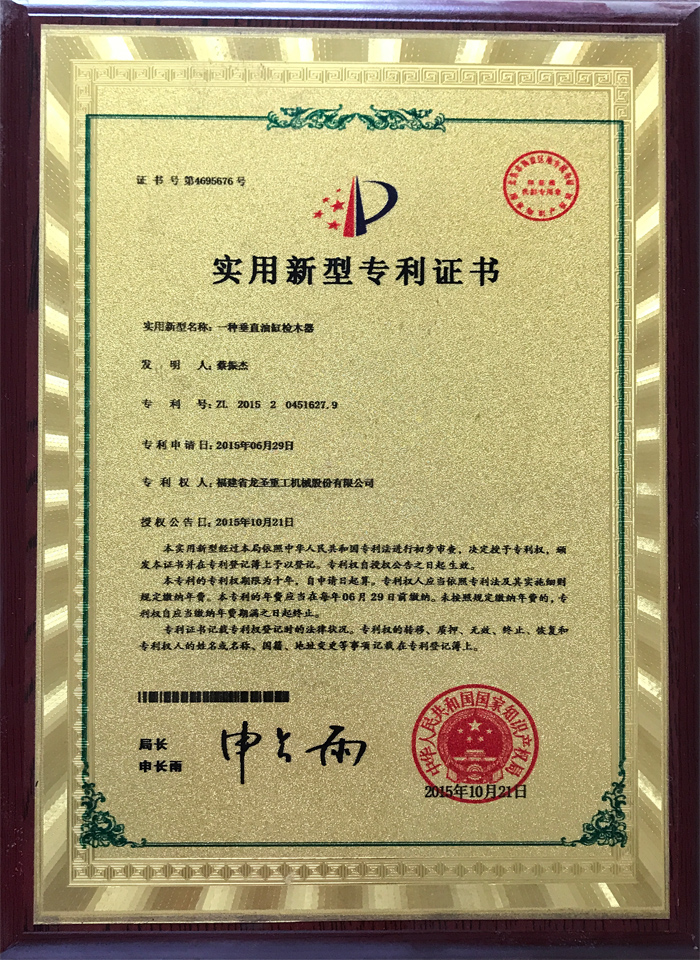 证 书 号 第4695676 号
实用新型专利证书
实用新型名称：一种垂直油缸检木器
发 明 人：蔡振杰
专 利 号：ZL 2015 2 0451627.9
专利申请日：2015年06月29日
专 利 权 人：福建省龙圣重工机械股份有限公司
授权公告日：2015年10月21日
本实用新型经过本局依照中华人民共和国专利法进行初步审查，决定授予专利权，颁
发本证书并在专利登记簿上予以登记。专利权自授权公告之日起生效。
本专利的专利权期限为十年，自申请日起算。专利权人应当依照专利法及其实施细则
规定缴纳年费。本专利的年费应当在每年06月29日前缴纳。未按照规定缴纳年费的，专
利权自应当缴纳年费期满之日起终止。
专利证书记载专利权登记时的法律状况。专利权的转移、质押、无效、终止、恢复和
专利权人的姓名或名称、国籍、地址变更等事项记载在专利登记簿上。
局长
申长雨
申长雨
中华人民共和国国家知识产权局
2015年10月21日